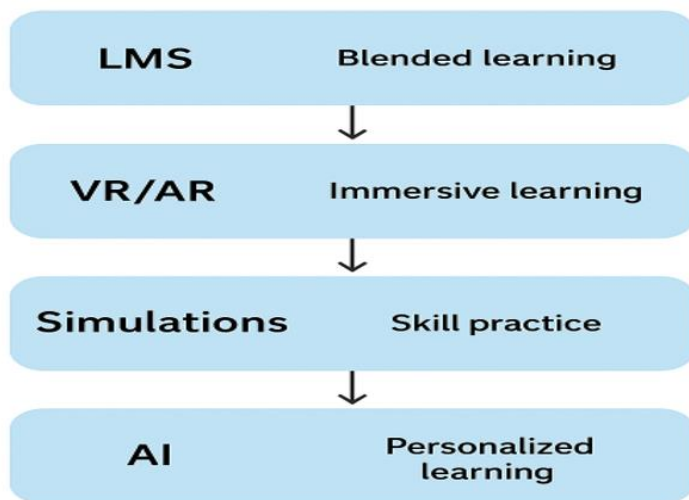 LMS Blended learning
VR/AR Immersive learning
Simulations Skill practice
AI Personalized
learning